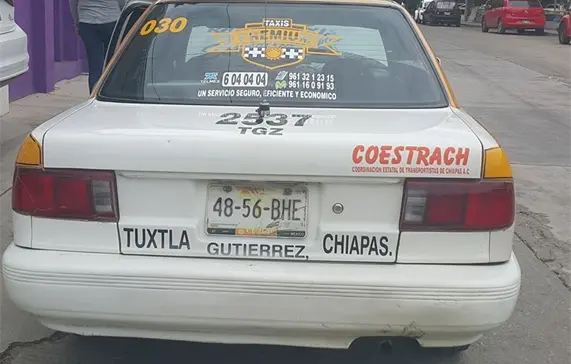 030
TAXIS
PREMIUM
TELMEX
6 04 04 04
961 32 1 23 15
961 16 0 91 93
UN SERVICIO SEGURO, EFICIENTE Y ECONOMICO
2537
TGZ
COESTRACH
COORDINACION ESTATAL DE TRANSPORTISTAS DE CHIAPAS A.C
48-56-BHE
TUXTLA GUTIERREZ, CHIAPAS.